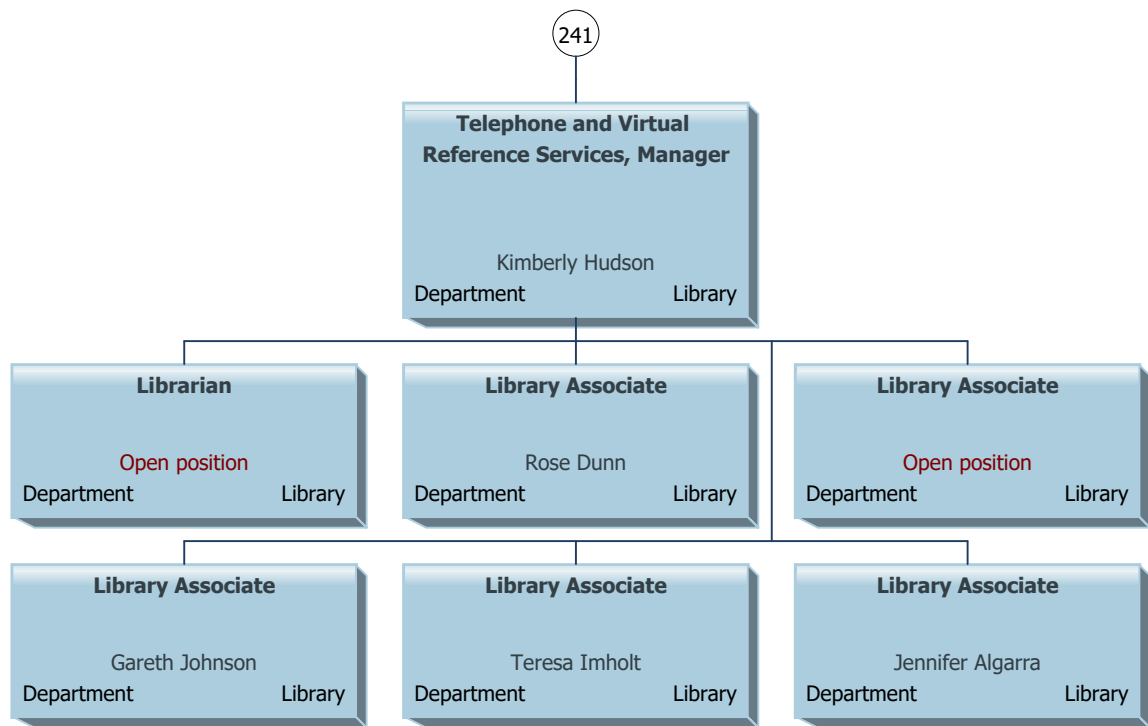 241
Telephone and Virtual
Reference Services, Manager
Kimberly Hudson
Department Library
Librarian
Open position
Department Library
Library Associate
Rose Dunn
Department Library
Library Associate
Open position
Department Library
Library Associate
Gareth Johnson
Department Library
Library Associate
Teresa Imholt
Department Library
Library Associate
Jennifer Algarra
Department Library